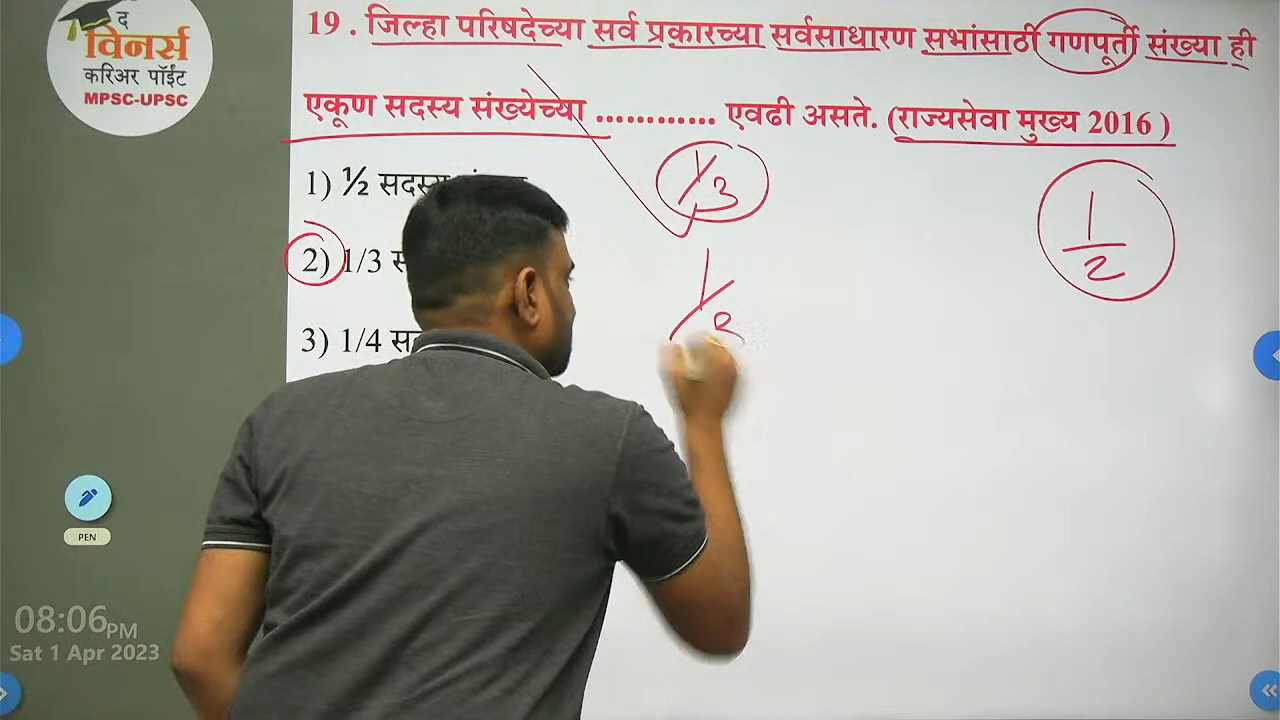 द
विनर्स
करिअर पॉईंट
MPSC-UPSC
19 . जिल्हा परिषदेच्या सर्व प्रकारच्या सर्वसाधारण सभांसाठी गणपूर्ती संख्या ही
एकूण सदस्य संख्येच्या ............. एवढी असते. (राज्यसेवा मुख्य 2016 )
1) ½ सदस्य
2) 1/3
3) 1/4
1/3
1/2
1/2
PEN
08:06PM
Sat 1 Apr 2023